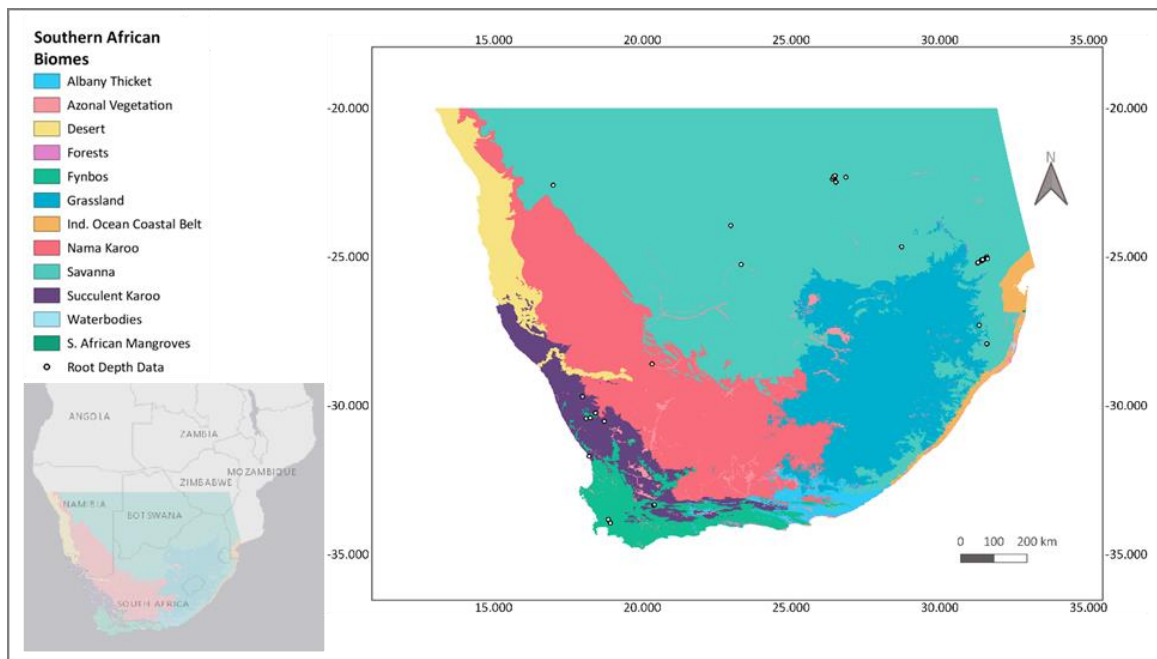 Southern African
Biomes
Albany Thicket
Azonal Vegetation
Desert
Forests
Fynbos
Grassland
Ind. Ocean Coastal Belt
Nama Karoo
Savanna
Succulent Karoo
Waterbodies
S. African Mangroves
Root Depth Data
15.000 20.000 25.000 30.000 35.000
-20.000 -20.000
N
-25.000 -25.000
-30.000 -30.000
-35.000 -35.000
0 100 200 km
15.000 20.000 25.000 30.000 35.000
ANGOLA
ZAMBIA
MOZAMBIQUE
ZIMBABWE
NAMIBIA
BOTSWANA
SOUTH AFRICA